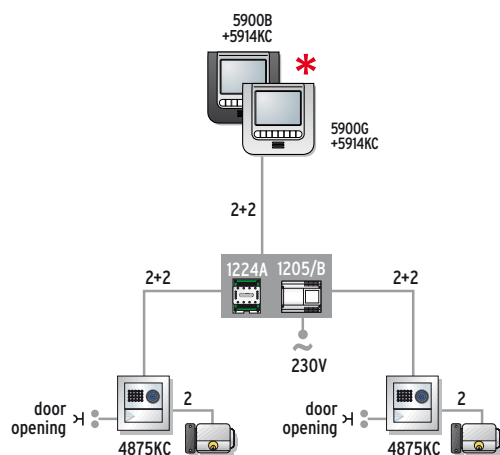 5900B
+5914KC
*
5900G
+5914KC
2+2
1224A 1205/B
2+2
2+2
~
230V
door
opening
2
4875KC
door
opening
2
4875KC